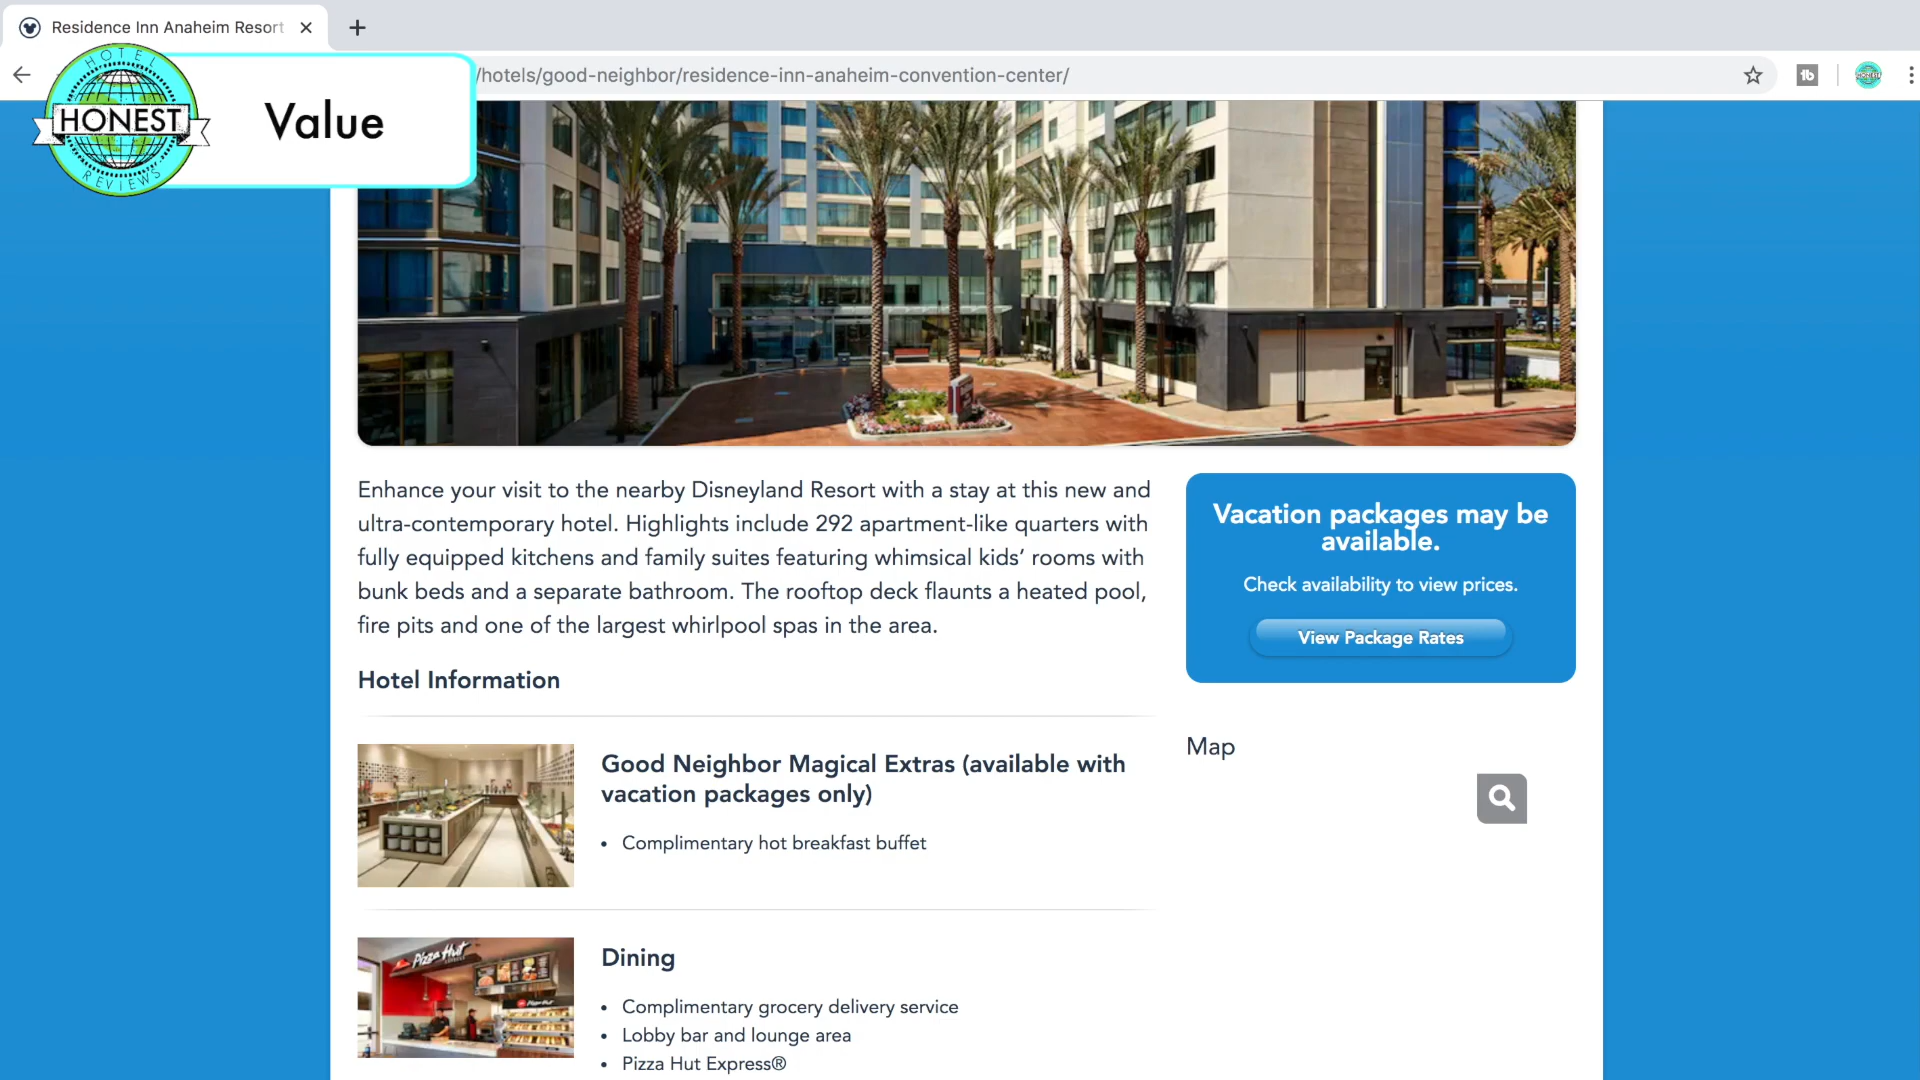 Residence Inn Anaheim Resort
/hotels/good-neighbor/residence-inn-anaheim-convention-center/
HOTEL
HONEST
REVIEWS
Value
Enhance your visit to the nearby Disneyland Resort with a stay at this new and
ultra-contemporary hotel. Highlights include 292 apartment-like quarters with
fully equipped kitchens and family suites featuring whimsical kids’ rooms with
bunk beds and a separate bathroom. The rooftop deck flaunts a heated pool,
fire pits and one of the largest whirlpool spas in the area.
Vacation packages may be
available.
Check availability to view prices.
View Package Rates
Hotel Information
Good Neighbor Magical Extras (available with
vacation packages only)
• Complimentary hot breakfast buffet
Map
Pizza Hut
Dining
• Complimentary grocery delivery service
• Lobby bar and lounge area
• Pizza Hut Express®